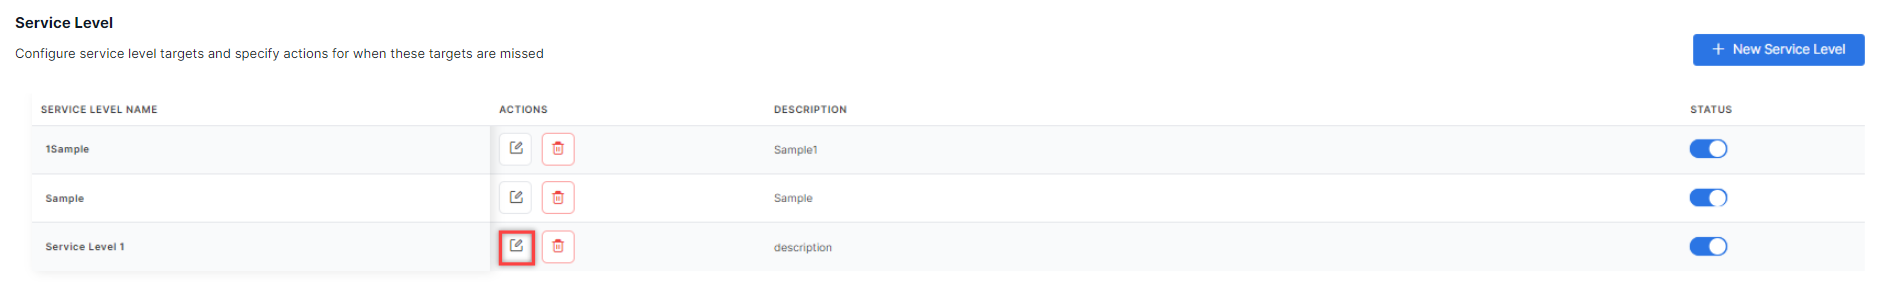 Service Level
Configure service level targets and specify actions for when these targets are missed
+ New Service Level
SERVICE LEVEL NAME ACTIONS DESCRIPTION STATUS
1Sample Sample1
Sample Sample
Service Level 1 description